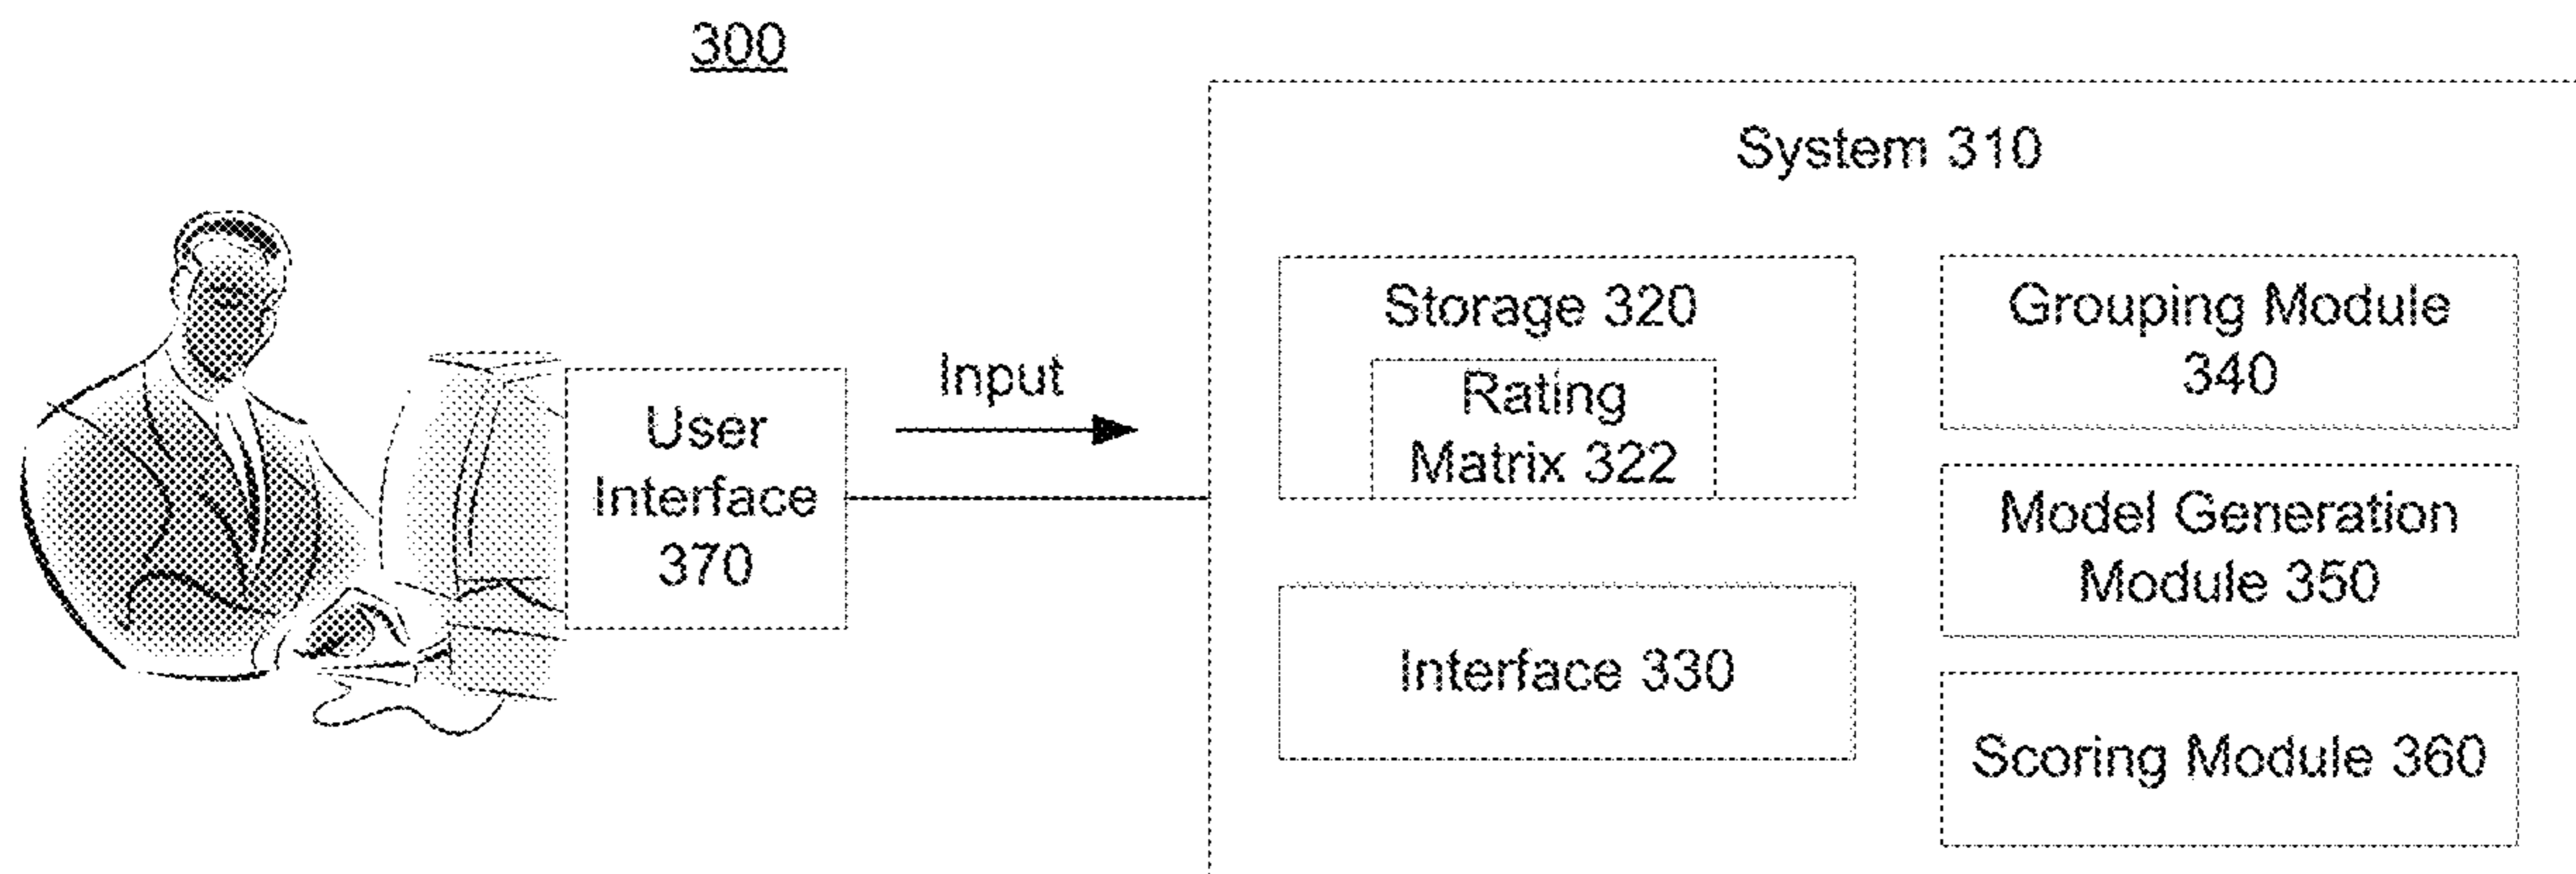 300
System 310
Storage 320
Rating
Matrix 322
Grouping Module
340
Input
User
Interface
370
Model Generation
Module 350
Interface 330
Scoring Module 360